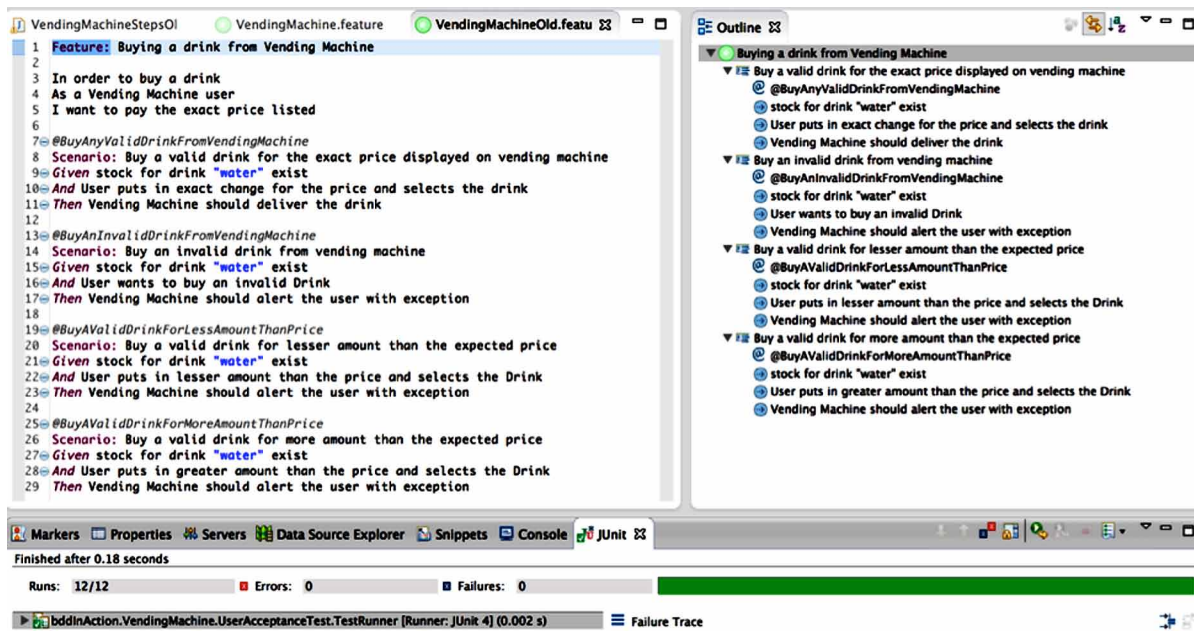 VendingMachineStepsOl
VendingMachine.feature
VendingMachineOld.featu
1 Feature: Buying a drink from Vending Machine
2
3 In order to buy a drink
4 As a Vending Machine user
5 I want to pay the exact price listed
6
7 @BuyAnyValidDrinkFromVendingMachine
8 Scenario: Buy a valid drink for the exact price displayed on vending machine
9 Given stock for drink "water" exist
10 And User puts in exact change for the price and selects the drink
11 Then Vending Machine should deliver the drink
12
13 @BuyAnInvalidDrinkFromVendingMachine
14 Scenario: Buy an invalid drink from vending machine
15 Given stock for drink "water" exist
16 And User wants to buy an invalid Drink
17 Then Vending Machine should alert the user with exception
18
19 @BuyAValidDrinkForLessAmountThanPrice
20 Scenario: Buy a valid drink for lesser amount than the expected price
21 Given stock for drink "water" exist
22 And User puts in lesser amount than the price and selects the Drink
23 Then Vending Machine should alert the user with exception
24
25 @BuyAValidDrinkForMoreAmountThanPrice
26 Scenario: Buy a valid drink for more amount than the expected price
27 Given stock for drink "water" exist
28 And User puts in greater amount than the price and selects the Drink
29 Then Vending Machine should alert the user with exception
Outline
Buying a drink from Vending Machine
Buy a valid drink for the exact price displayed on vending machine
@BuyAnyValidDrinkFromVendingMachine
stock for drink "water" exist
User puts in exact change for the price and selects the drink
Vending Machine should deliver the drink
Buy an invalid drink from vending machine
@BuyAnInvalidDrinkFromVendingMachine
stock for drink "water" exist
User wants to buy an invalid Drink
Vending Machine should alert the user with exception
Buy a valid drink for lesser amount than the expected price
@BuyAValidDrinkForLessAmountThanPrice
stock for drink "water" exist
User puts in lesser amount than the price and selects the Drink
Vending Machine should alert the user with exception
Buy a valid drink for more amount than the expected price
@BuyAValidDrinkForMoreAmountThanPrice
stock for drink "water" exist
User puts in greater amount than the price and selects the Drink
Vending Machine should alert the user with exception
Markers Properties Servers Data Source Explorer Snippets Console JUnit
Finished after 0.18 seconds
Runs: 12/12 Errors: 0 Failures: 0
bddInAction.VendingMachine.UserAcceptanceTest.TestRunner [Runner: JUnit 4] (0.002 s)
Failure Trace